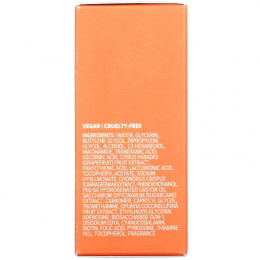 VEGAN | CRUELTY-FREE
INGREDIENTS / WATER, GLYCERIN,
BUTYLENE GLYCOL, DIPROPYLENE
GLYCOL, ALCOHOL, 1,2-HEXANEDIOL,
NIACINAMIDE, TRANEXAMIC ACID,
ASCORBIC ACID, CITRUS PARADISI
(GRAPEFRUIT) FRUIT EXTRACT,
PANTOTHENIC ACID, LACTOBIONIC ACID,
TOCOPHERYL ACETATE, SODIUM
HYALURONATE, CHONDRUS CRISPUS
(CARRAGEENAN) EXTRACT, PHENOXYETHANOL,
PEG-60 HYDROGENATED CASTOR OIL,
SACCHARUM OFFICINARUM (SUGARCANE)
EXTRACT, CARBOMER, CAPRYLYL GLYCOL,
TROMETHAMINE, OPUNTIA COCCINELLIFERA
FRUIT EXTRACT, ETHYLHEXYLGLYCERIN,
ADENOSINE, BIOSACCHARIDE GUM-1,
DISODIUM EDTA, CYANOCOBALAMIN,
BIOTIN, FOLIC ACID, PYRIDOXINE, THIAMINE
HCL, TOCOPHEROL, FRAGRANCE